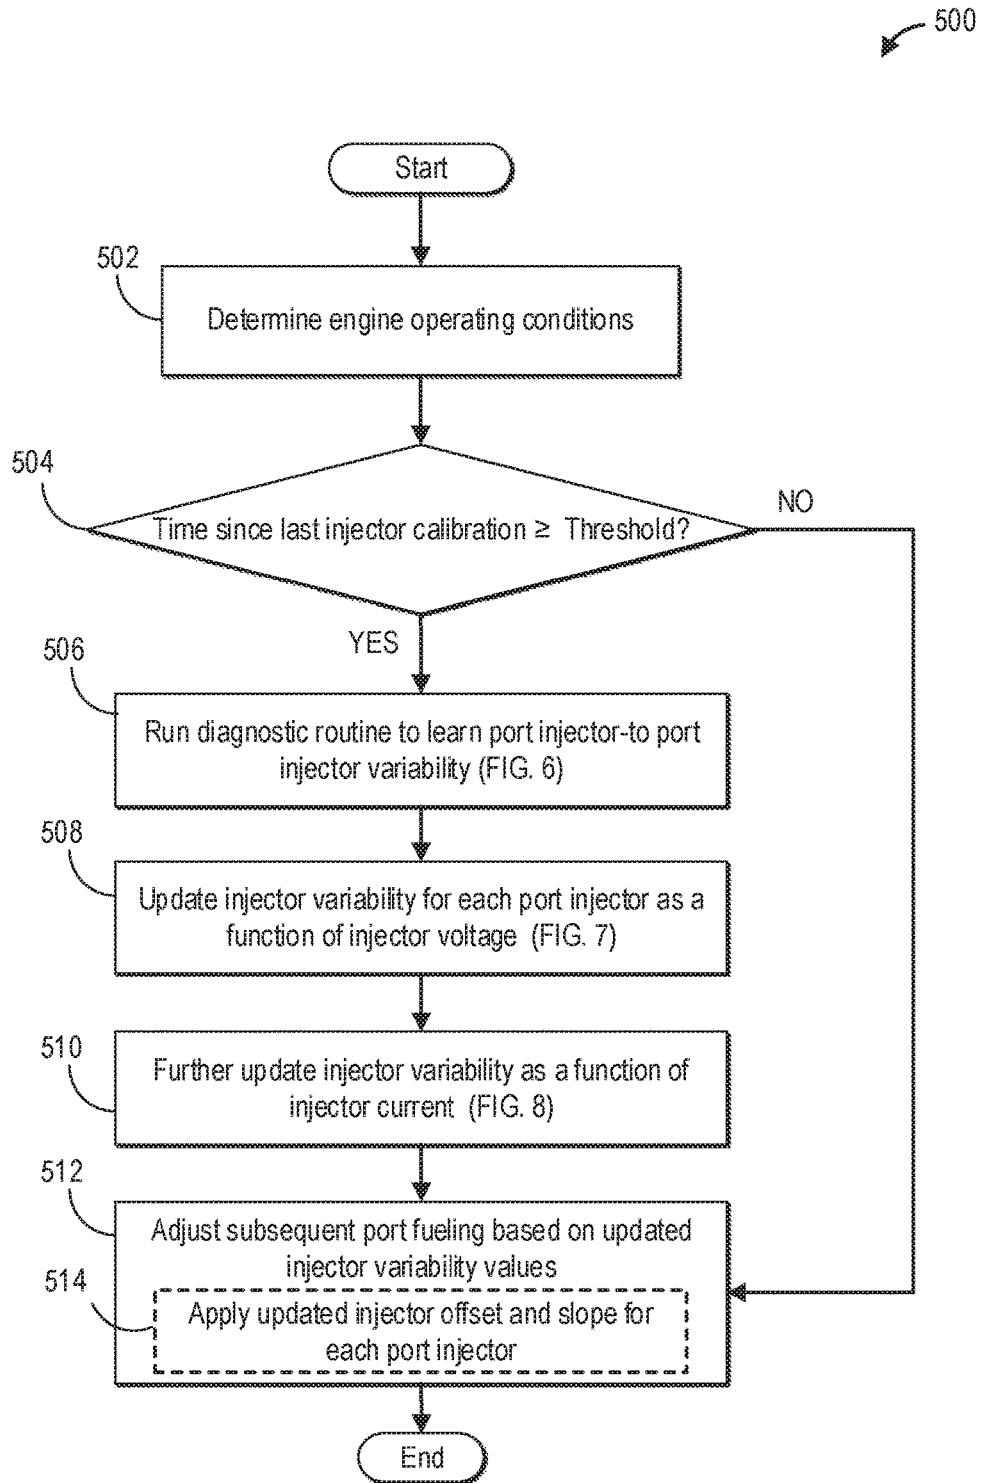 500
Start
502
Determine engine operating conditions
504
Time since last injector calibration ≥ Threshold?
NO
YES
506
Run diagnostic routine to learn port injector-to port
injector variability (FIG. 6)
508
Update injector variability for each port injector as a
function of injector voltage (FIG. 7)
510
Further update injector variability as a function of
injector current (FIG. 8)
512
Adjust subsequent port fueling based on updated
injector variability values
514
Apply updated injector offset and slope for
each port injector
End